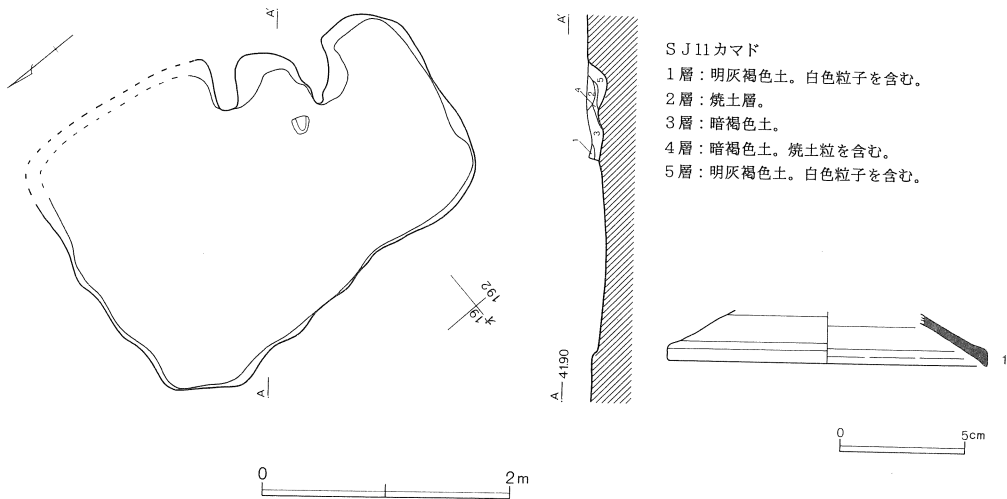 A′
A′
SJ11カマド
1層：明灰褐色土。白色粒子を含む。
2層：焼土層。
3層：暗褐色土。
4層：暗褐色土。焼土粒を含む。
5層：明灰褐色土。白色粒子を含む。
5
4
2
3
1
192
オ19
A
A 4190
1
0 5cm
0 2m